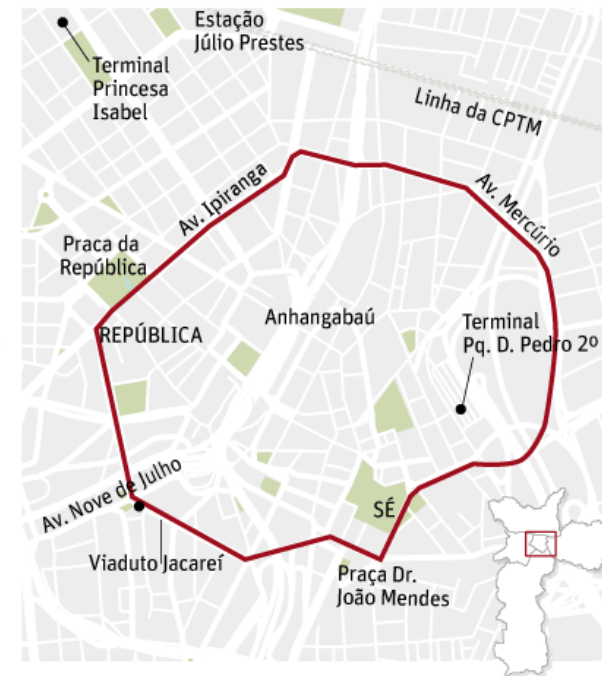 Estação
Júlio Prestes
Terminal
Princesa
Isabel
Linha da CPTM
Av. Ipiranga
Av. Mercúrio
Praca da
República
REPÚBLICA
Anhangabaú
Terminal
Pq. D. Pedro 2º
Av. Nove de Julho
SÉ
Viaduto Jacareí
Praça Dr.
João Mendes